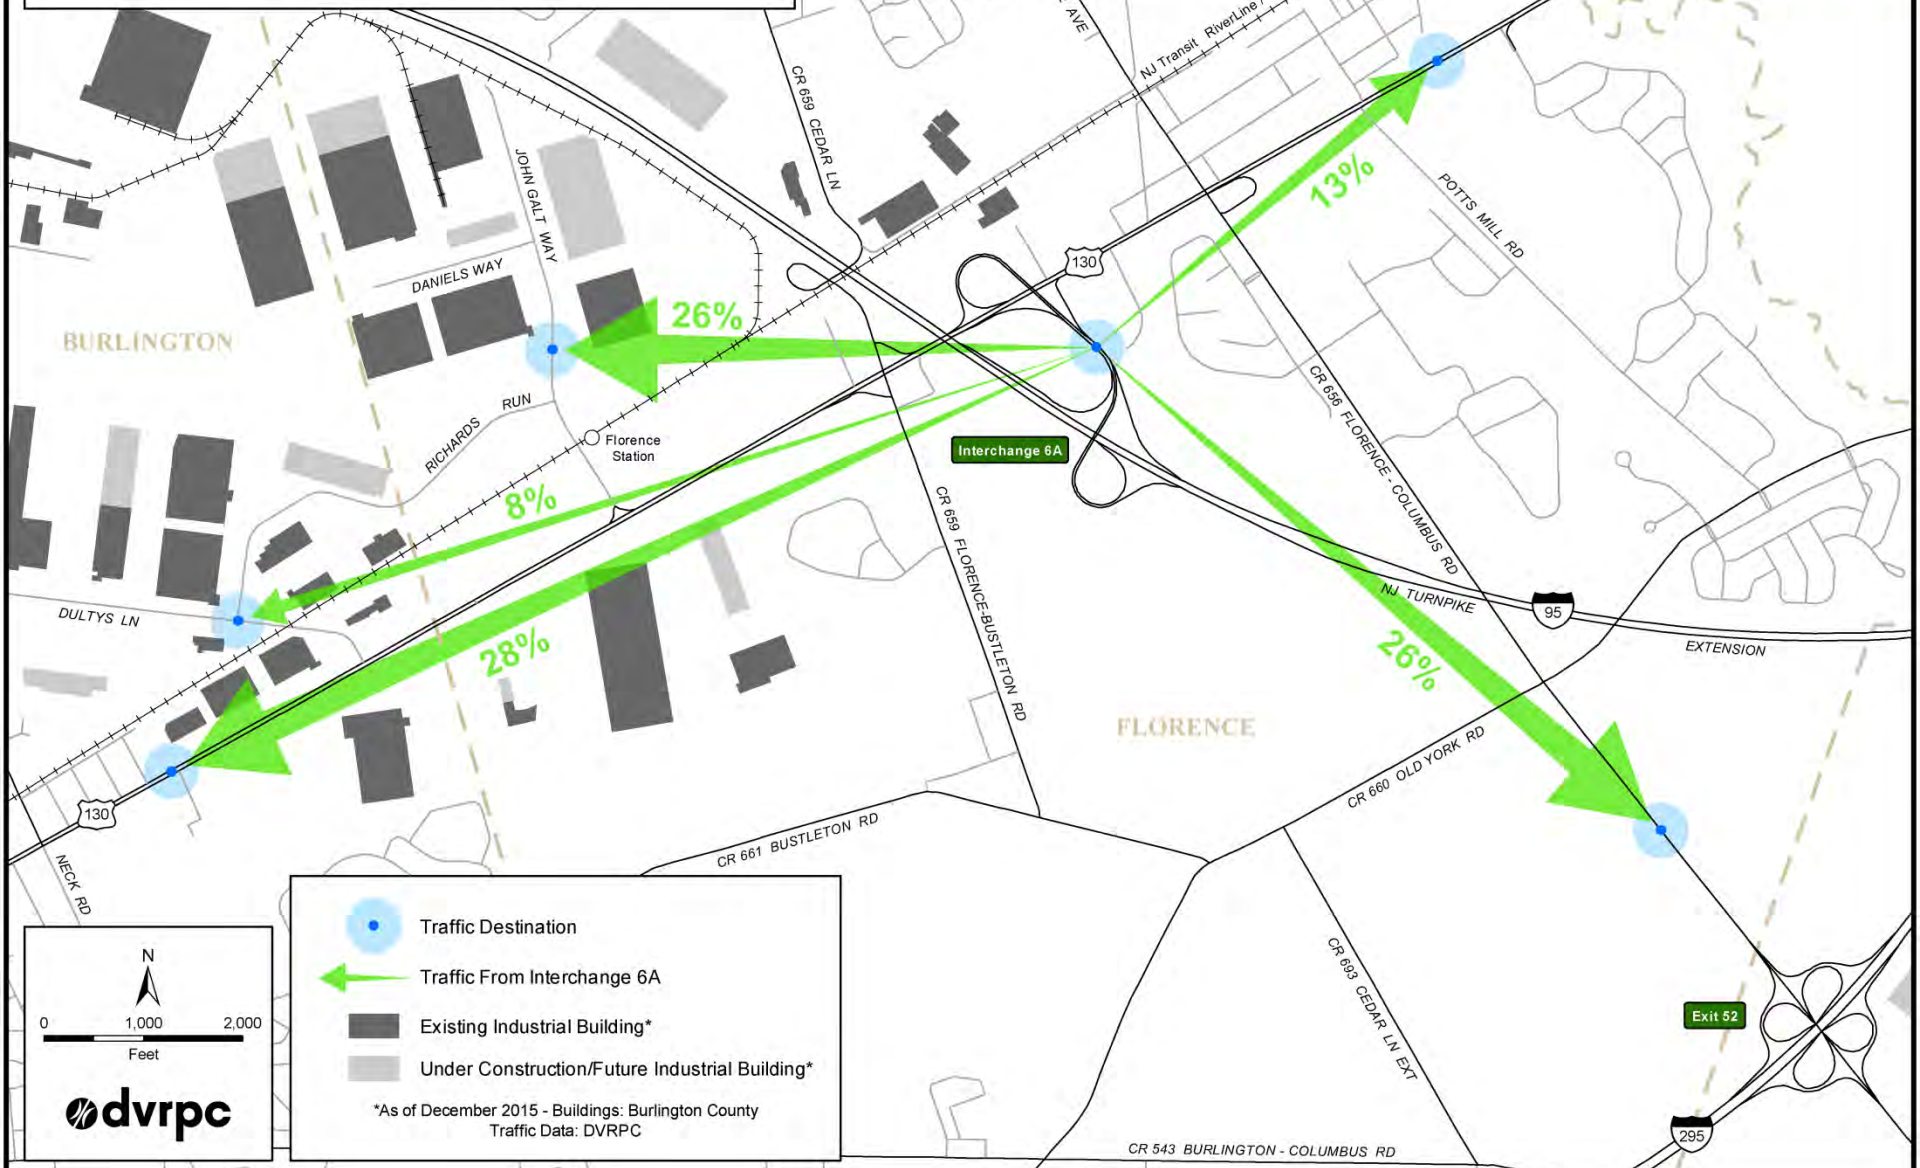 AVE
NJ Transit RiverLine
CR 659 CEDAR LN
JOHN GALT WAY
13%
POTTS MILL RD
130
DANIELS WAY
26%
BURLINGTON
CR 656 FLORENCE - COLUMBUS RD
RICHARDS RUN
Florence
Station
Interchange 6A
8%
CR 659 FLORENCE-BUSTLETON RD
NJ TURNPIKE
95
EXTENSION
DULTYS LN
28%
26%
FLORENCE
CR 660 OLD YORK RD
130
CR 661 BUSTLETON RD
NECK RD
Traffic Destination
Traffic From Interchange 6A
Existing Industrial Building*
Under Construction/Future Industrial Building*
*As of December 2015 - Buildings: Burlington County
Traffic Data: DVRPC
N
0 1,000 2,000
Feet
dvrpc
CR 693 CEDAR LN EXT
Exit 52
295
CR 543 BURLINGTON - COLUMBUS RD